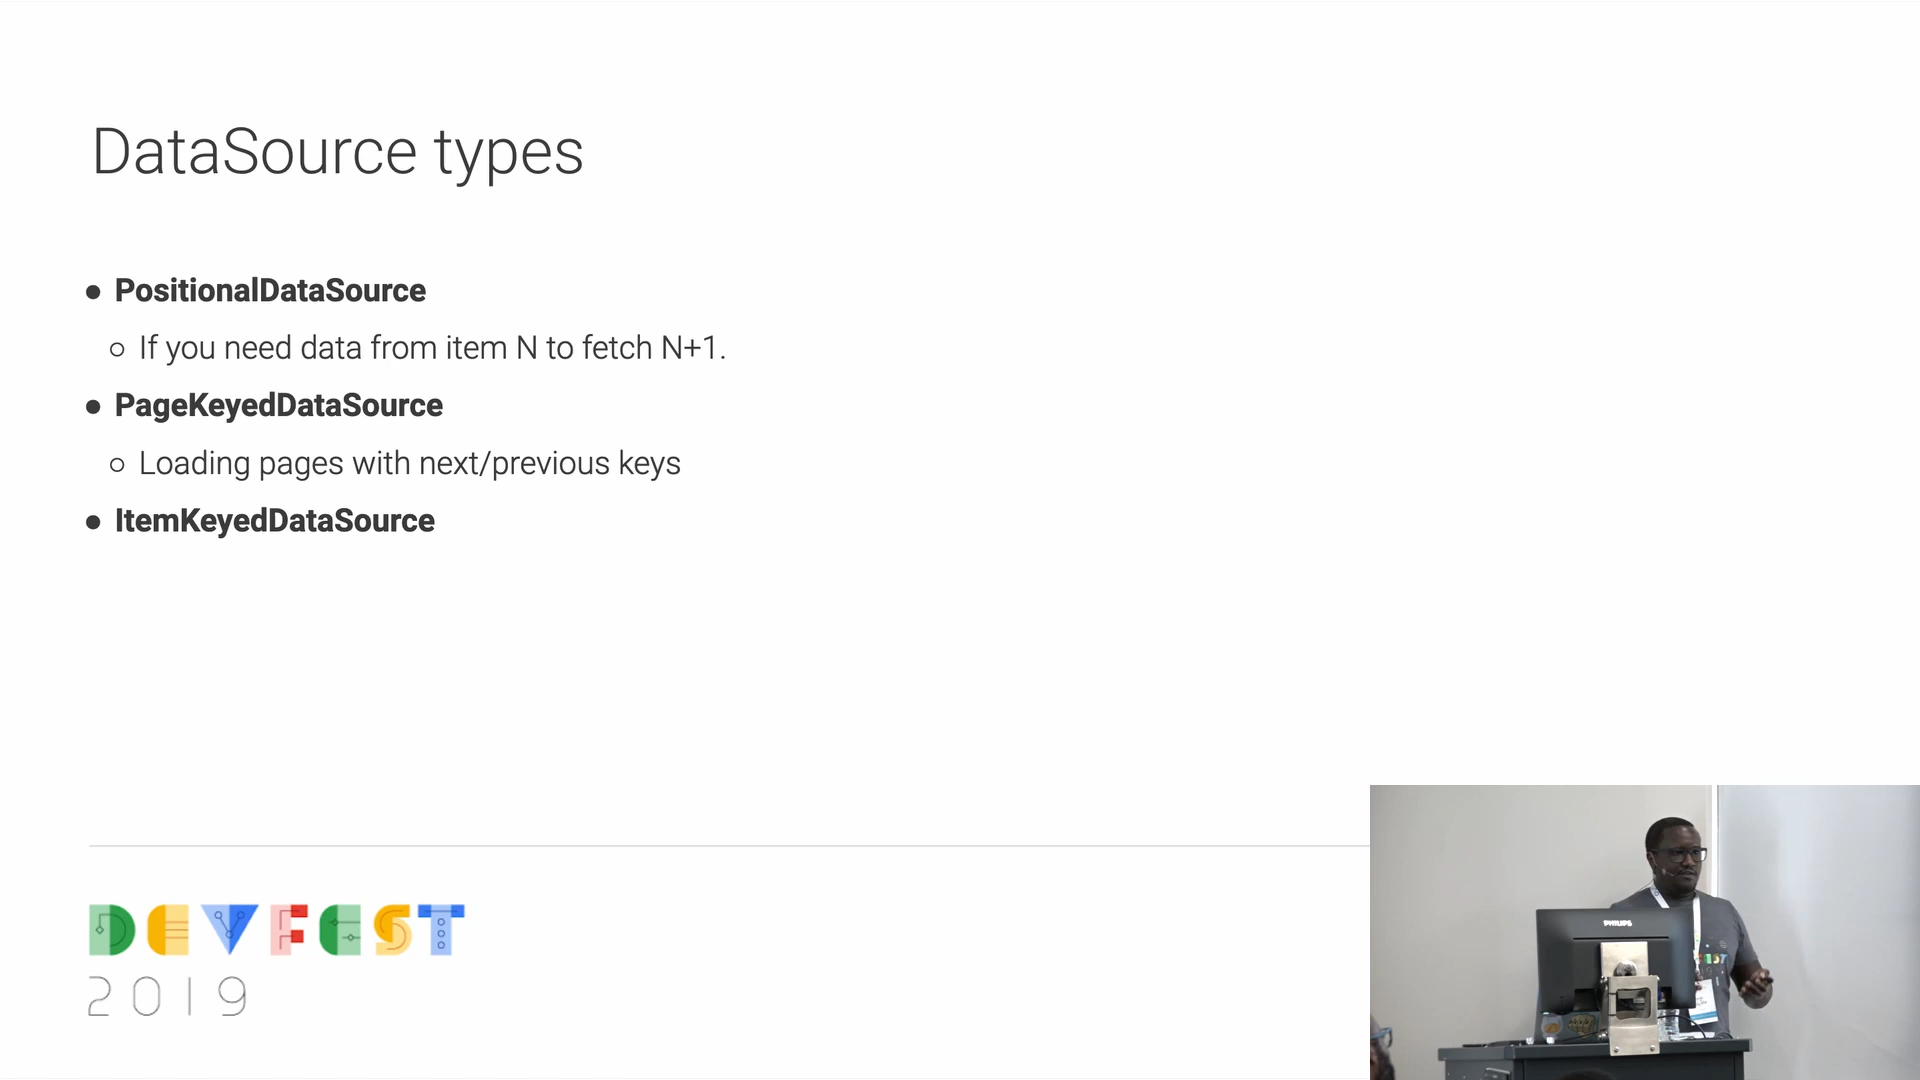 DataSource types
● PositionalDataSource
○ If you need data from item N to fetch N+1.
● PageKeyedDataSource
○ Loading pages with next/previous keys
● ItemKeyedDataSource
DEVFEST
2019
PHILIPS